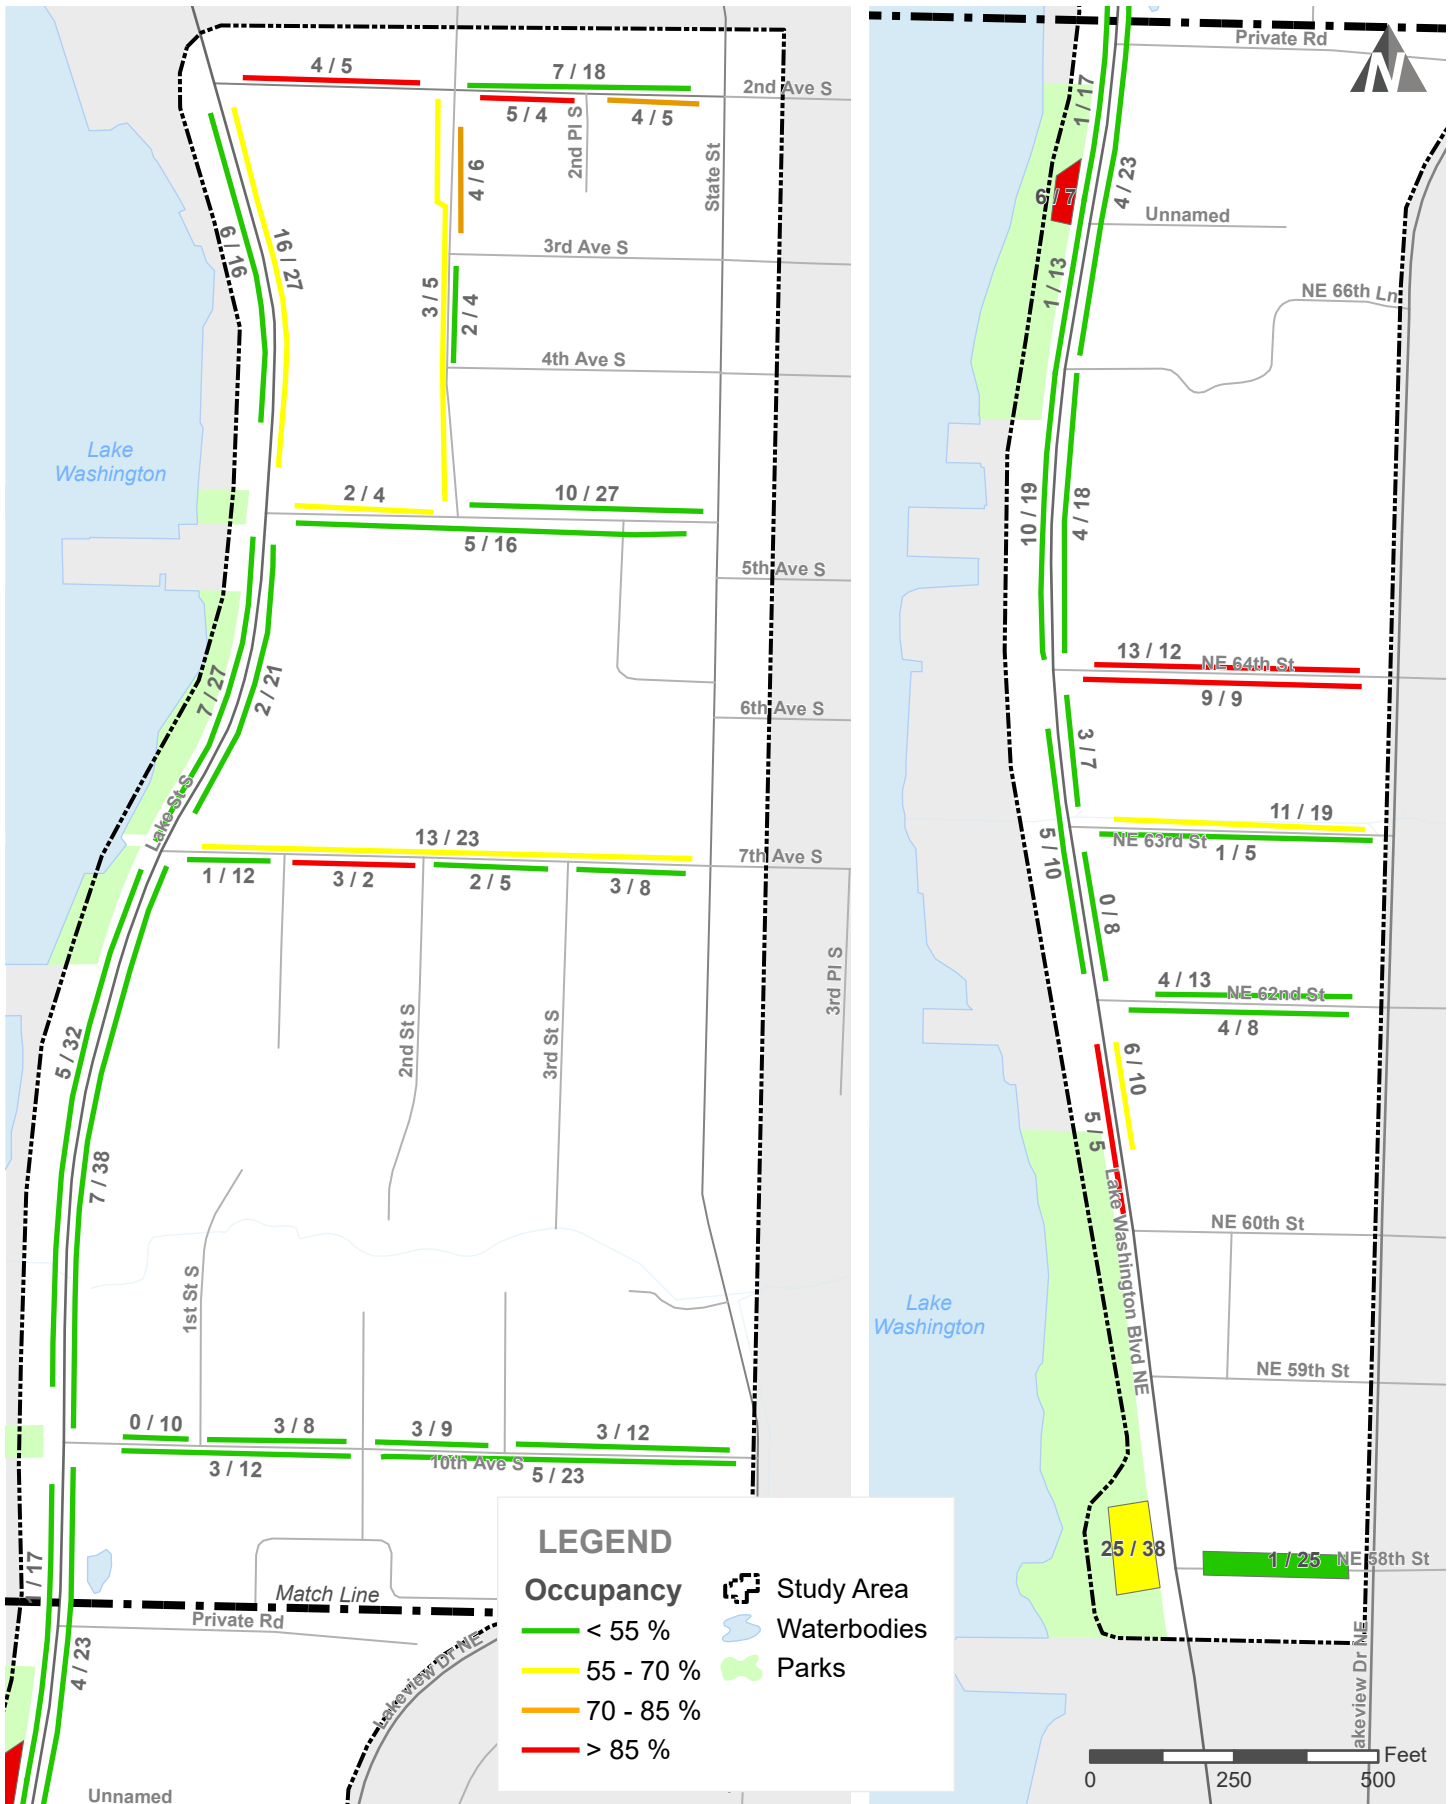 4 / 5
7 / 18
2nd Ave S
5 / 4
4 / 5
2nd Pl S
State St
4 / 6
6 / 16
16 / 27
3rd Ave S
3 / 5
2 / 4
4th Ave S
Lake
Washington
2 / 4
10 / 27
5 / 16
5th Ave S
7 / 27
2 / 21
6th Ave S
Lake St S
13 / 23
7th Ave S
1 / 12
3 / 2
2 / 5
3 / 8
3rd Pl S
2nd St S
3rd St S
5 / 32
7 / 38
1st St S
0 / 10
3 / 8
3 / 9
3 / 12
3 / 12
10th Ave S
5 / 23
/ 17
Match Line
Private Rd
4 / 23
Lakeview Dr NE
Unnamed
LEGEND
Occupancy
< 55 %
55 - 70 %
70 - 85 %
> 85 %
Study Area
Waterbodies
Parks
Private Rd
N
1 / 17
4 / 23
6 / 7
Unnamed
1 / 13
NE 66th Ln
10 / 19
4 / 18
13 / 12
NE 64th St
9 / 9
3 / 7
11 / 19
NE 63rd St
1 / 5
5 / 10
0 / 8
4 / 13
NE 62nd St
4 / 8
6 / 10
5 / 5
Lake Washington Blvd NE
NE 60th St
Lake
Washington
NE 59th St
25 / 38
1 / 25
NE 58th St
akeview Dr NE
Feet
0
250
500